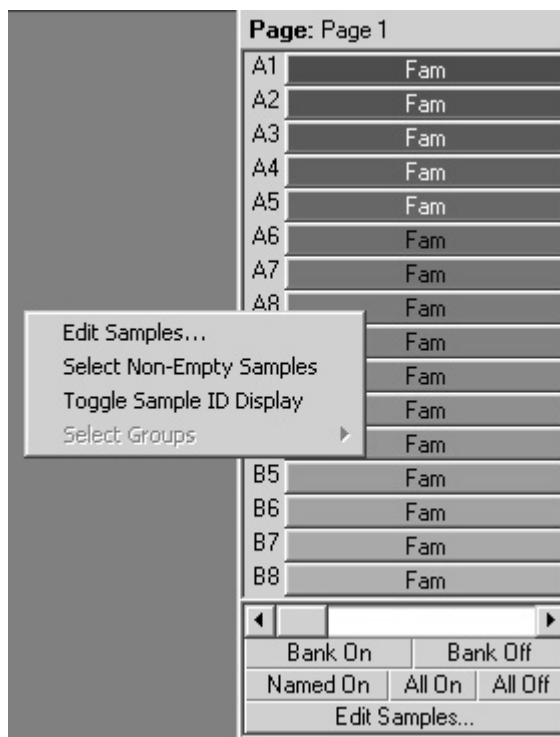 Page: Page 1
A1 Fam
A2 Fam
A3 Fam
A4 Fam
A5 Fam
A6 Fam
A7 Fam
A8 Fam
Fam
Fam
Fam
Fam
B5 Fam
B6 Fam
B7 Fam
B8 Fam
Edit Samples...
Select Non-Empty Samples
Toggle Sample ID Display
Select Groups
Bank On Bank Off
Named On All On All Off
Edit Samples...